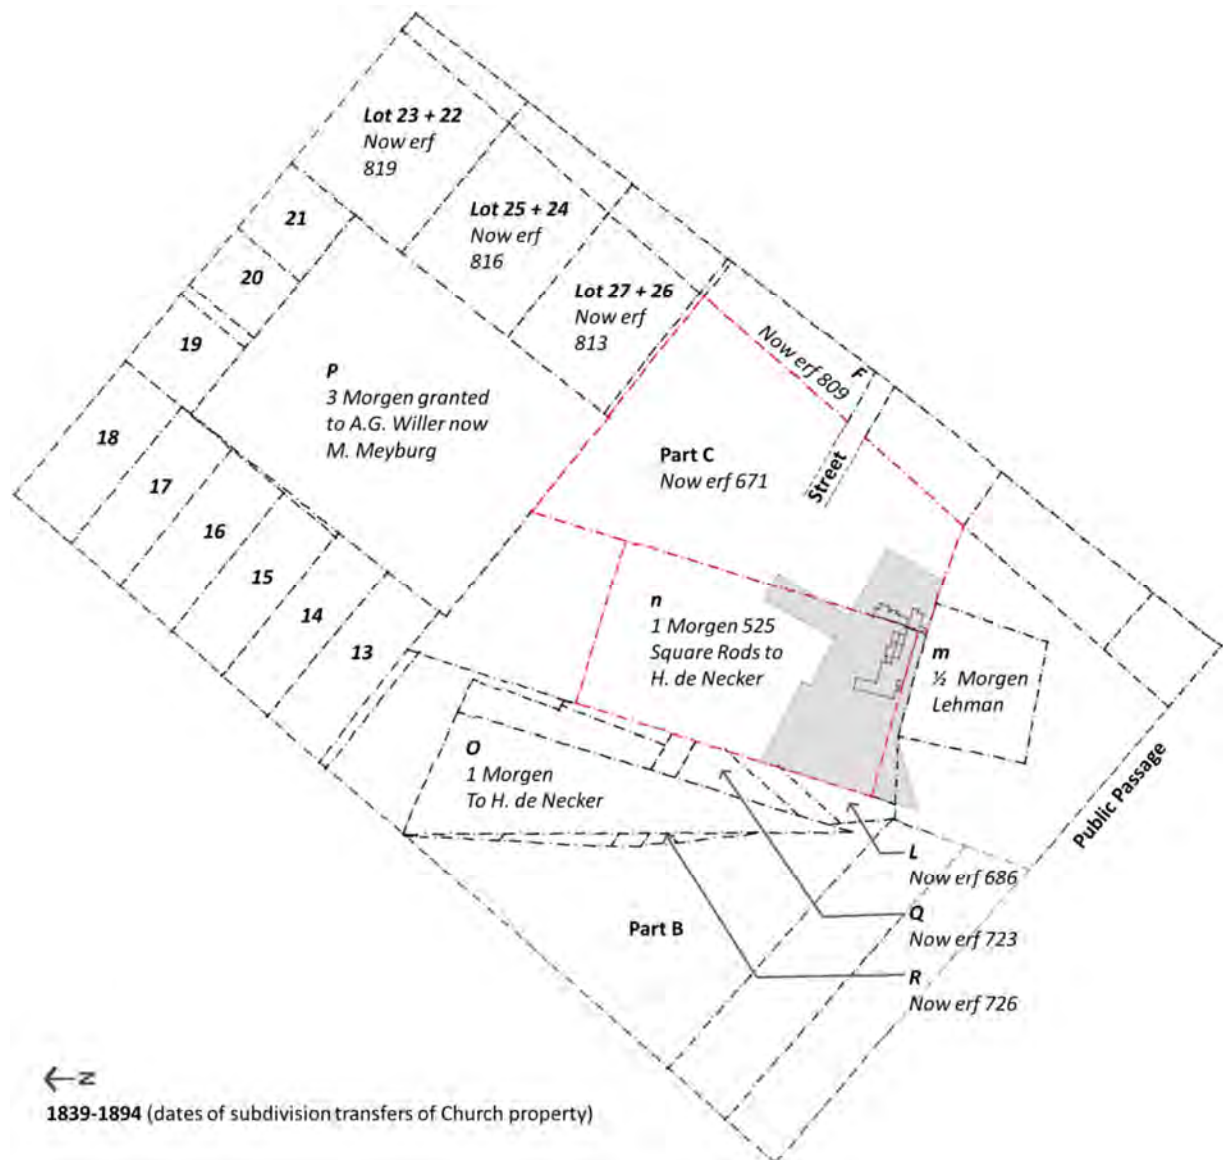 Lot 23 + 22
Now erf
819
21
20
19
18
17
16
15
14
13
Lot 25 + 24
Now erf
816
Lot 27 + 26
Now erf
813
P
3 Morgen granted
to A.G. Willer now
M. Meyburg
F
Now erf 809
Street
Part C
Now erf 671
n
1 Morgen 525
Square Rods to
H. de Necker
m
½ Morgen
Lehman
O
1 Morgen
To H. de Necker
Public Passage
L
Now erf 686
Q
Now erf 723
R
Now erf 726
Part B
N
1839-1894 (dates of subdivision transfers of Church property)